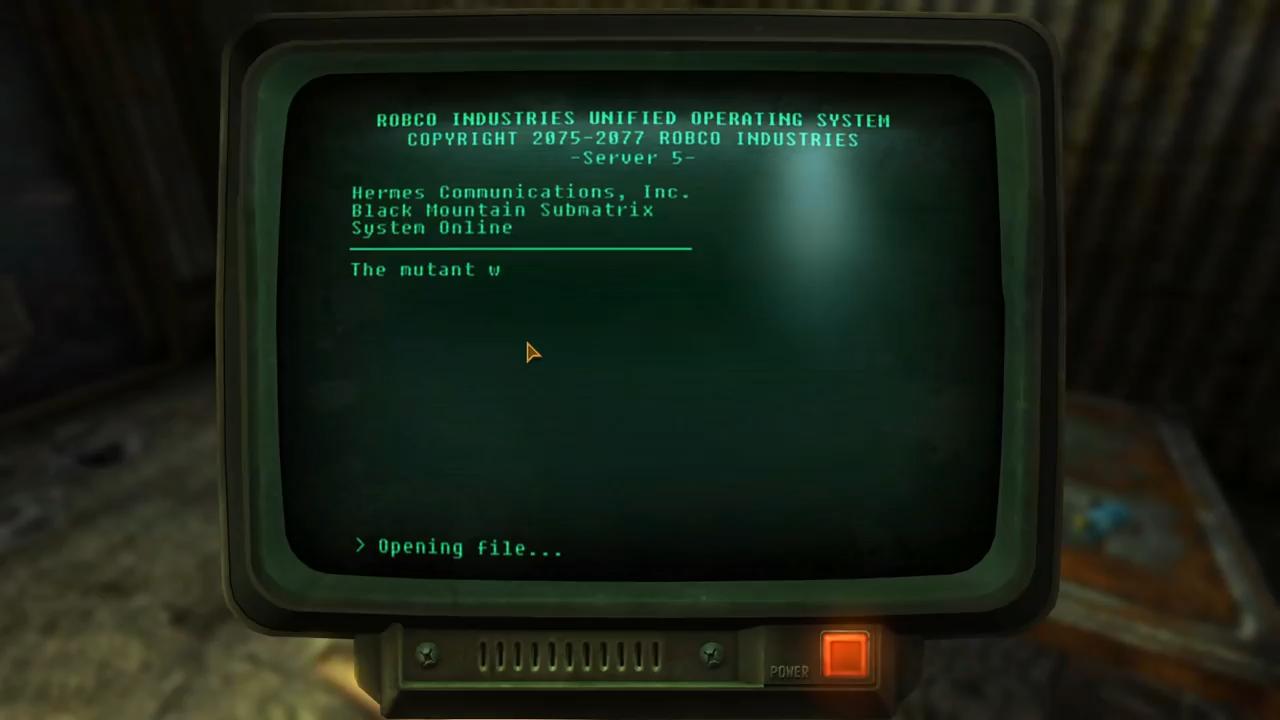 ROBCO INDUSTRIES UNIFIED OPERATING SYSTEM
COPYRIGHT 2075-2077 ROBCO INDUSTRIES
-Server 5-
Hermes Communications, Inc.
Black Mountain Submatrix
System Online
The mutant w
> Opening file...
POWER